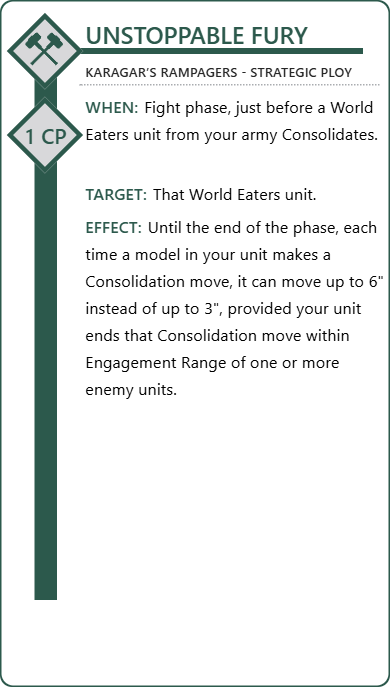 UNSTOPPABLE FURY
KARAGAR'S RAMPAGERS - STRATEGIC PLOY
1 CP
WHEN: Fight phase, just before a World
Eaters unit from your army Consolidates.
TARGET: That World Eaters unit.
EFFECT: Until the end of the phase, each
time a model in your unit makes a
Consolidation move, it can move up to 6"
instead of up to 3", provided your unit
ends that Consolidation move within
Engagement Range of one or more
enemy units.